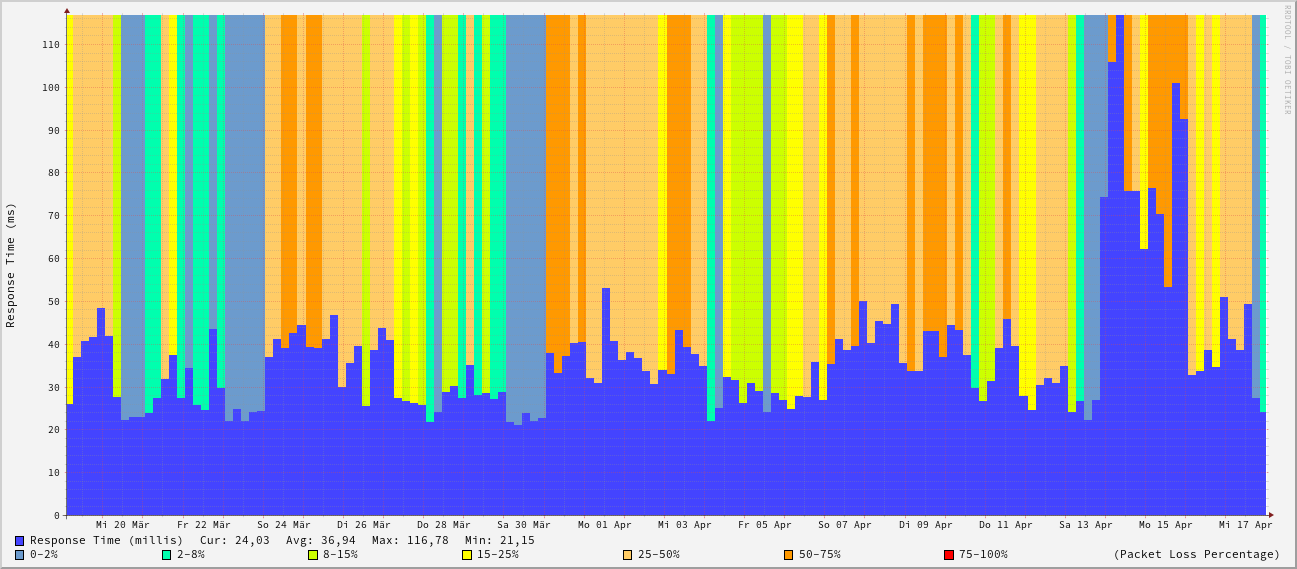 RRDTOOL / TOBI OETIKER
Response Time (ms)
110
100
90
80
70
60
50
40
30
20
10
0
Mi 20 Mär Fr 22 Mär So 24 Mär Di 26 Mär Do 28 Mär Sa 30 Mär Mo 01 Apr Mi 03 Apr Fr 05 Apr So 07 Apr Di 09 Apr Do 11 Apr Sa 13 Apr Mo 15 Apr Mi 17 Apr
Response Time (millis) Cur: 24,03 Avg: 36,94 Max: 116,78 Min: 21,15
0-2% 2-8% 8-15% 15-25% 25-50% 50-75% 75-100% (Packet Loss Percentage)